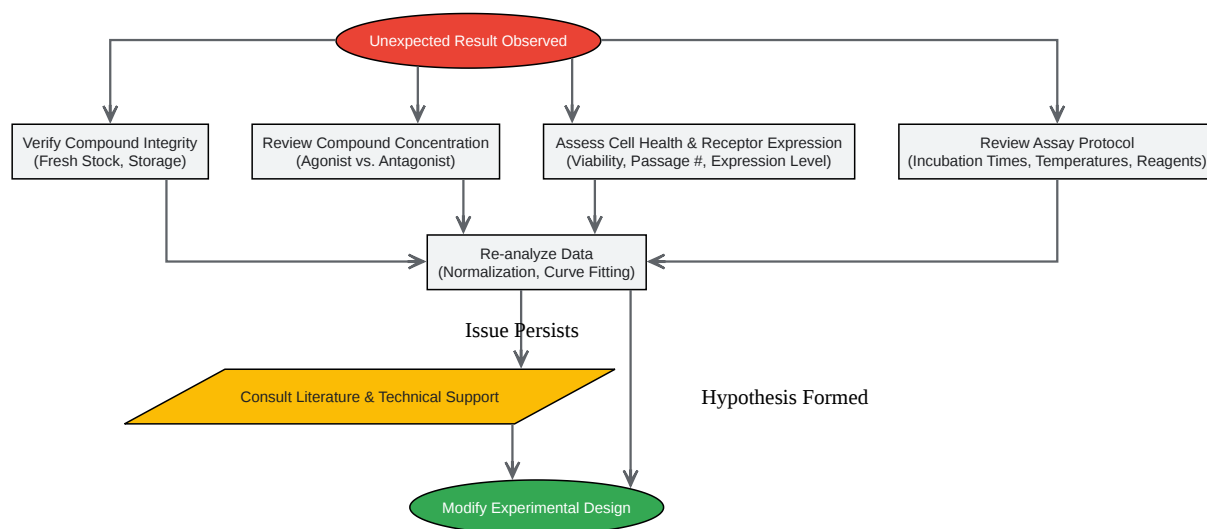 Unexpected Result Observed
Verify Compound Integrity
(Fresh Stock, Storage)
Review Compound Concentration
(Agonist vs. Antagonist)
Assess Cell Health & Receptor Expression
(Viability, Passage #, Expression Level)
Review Assay Protocol
(Incubation Times, Temperatures, Reagents)
Re-analyze Data
(Normalization, Curve Fitting)
Issue Persists
Consult Literature & Technical Support
Hypothesis Formed
Modify Experimental Design